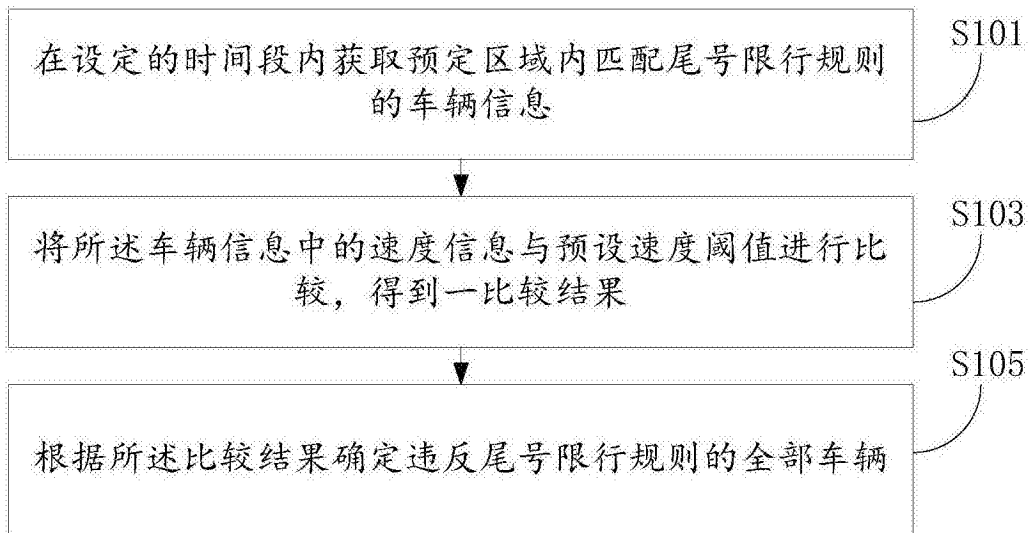 S101
在设定的时间段内获取预定区域内匹配尾号限行规则
的车辆信息
S103
将所述车辆信息中的速度信息与预设速度阈值进行比
较，得到一比较结果
S105
根据所述比较结果确定违反尾号限行规则的全部车辆